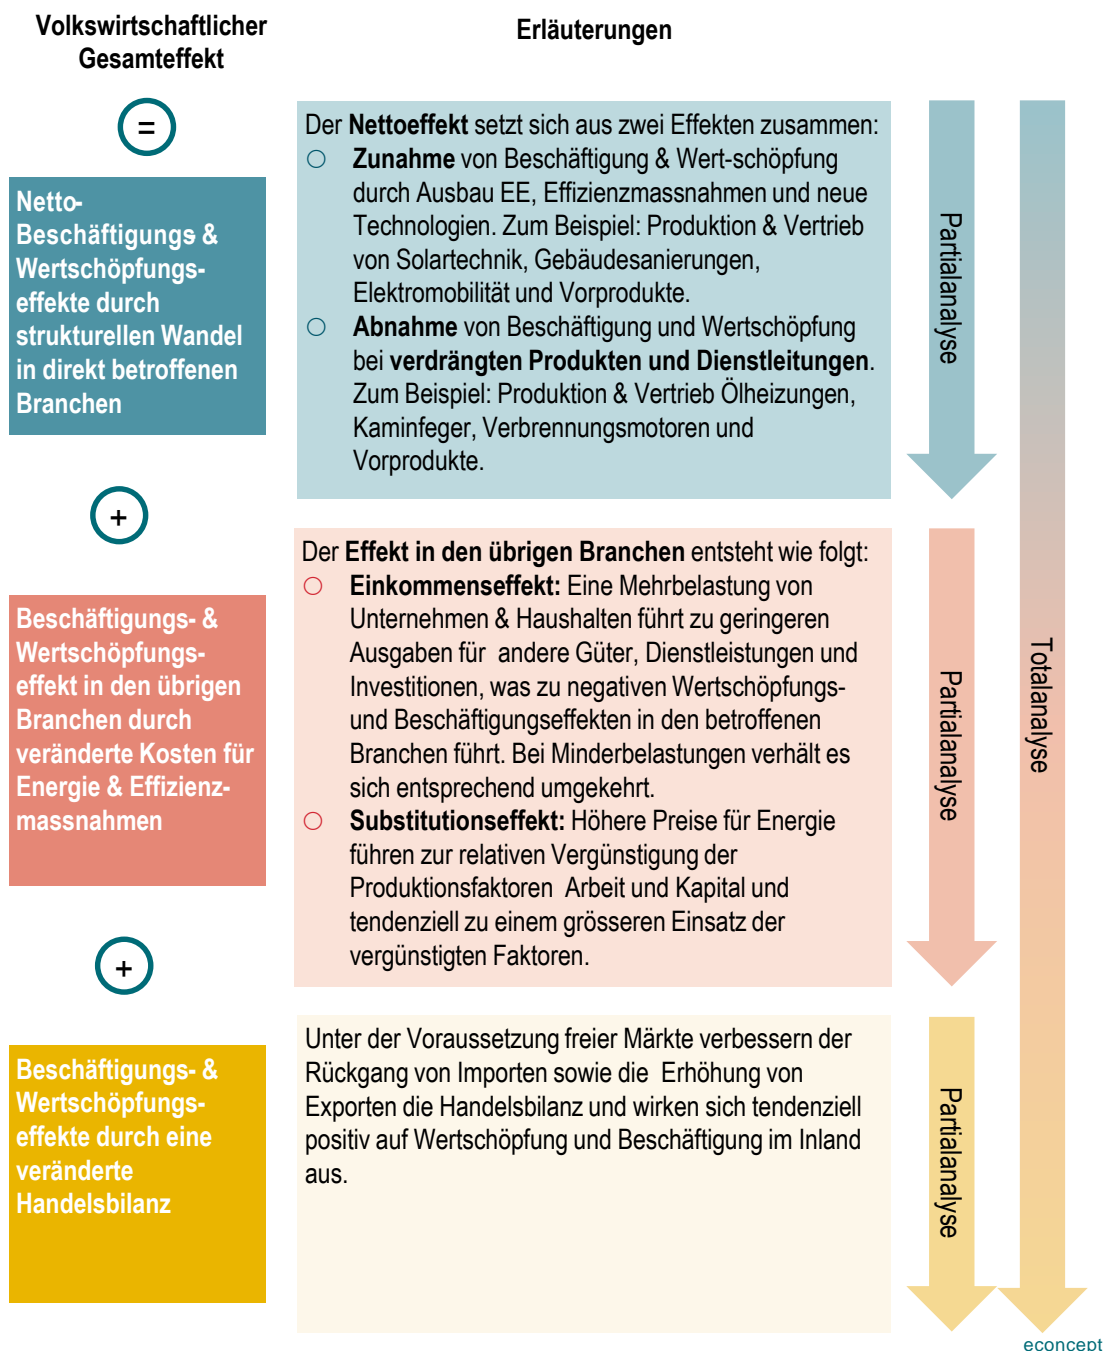 Volkswirtschaftlicher
Gesamteffekt
Erläuterungen
=
Netto-
Beschäftigungs- &
Wertschöpfungs-
effekte durch
strukturellen Wandel
in direkt betroffenen
Branchen
Der Nettoeffekt setzt sich aus zwei Effekten zusammen:
Zunahme von Beschäftigung & Wert-schöpfung
durch Ausbau EE, Effizienzmassnahmen und neue
Technologien. Zum Beispiel: Produktion & Vertrieb
von Solartechnik, Gebäudesanierungen,
Elektromobilität und Vorprodukte.
Abnahme von Beschäftigung und Wertschöpfung
bei verdrängten Produkten und Dienstleitungen.
Zum Beispiel: Produktion & Vertrieb Ölheizungen,
Kaminfeger, Verbrennungsmotoren und
Vorprodukte.
Partialanalyse
+
Beschäftigungs- &
Wertschöpfungs-
effekt in den übrigen
Branchen durch
veränderte Kosten für
Energie & Effizienz-
massnahmen
Der Effekt in den übrigen Branchen entsteht wie folgt:
Einkommenseffekt: Eine Mehrbelastung von
Unternehmen & Haushalten führt zu geringeren
Ausgaben für andere Güter, Dienstleistungen und
Investitionen, was zu negativen Wertschöpfungs-
und Beschäftigungseffekten in den betroffenen
Branchen führt. Bei Minderbelastungen verhält es
sich entsprechend umgekehrt.
Substitutionseffekt: Höhere Preise für Energie
führen zur relativen Vergünstigung der
Produktionsfaktoren Arbeit und Kapital und
tendenziell zu einem grösseren Einsatz der
vergünstigten Faktoren.
Partialanalyse
Totalanalyse
+
Beschäftigungs- &
Wertschöpfungs-
effekte durch eine
veränderte
Handelsbilanz
Unter der Voraussetzung freier Märkte verbessern der
Rückgang von Importen sowie die Erhöhung von
Exporten die Handelsbilanz und wirken sich tendenziell
positiv auf Wertschöpfung und Beschäftigung im Inland
aus.
Partialanalyse
econcept